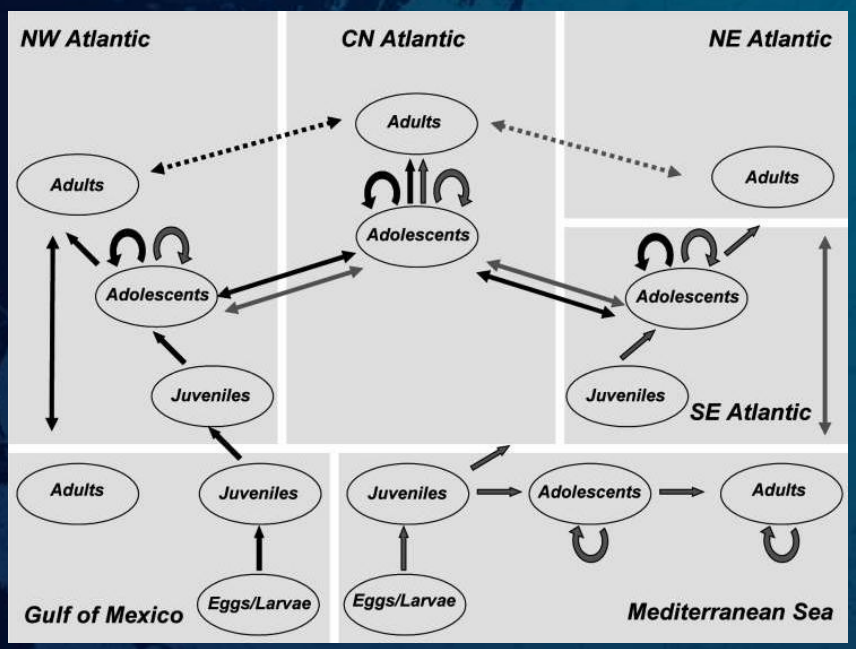 NW Atlantic
CN Atlantic
NE Atlantic
Adults
Adults
Adults
Adolescents
Adolescents
Adolescents
Juveniles
Juveniles
SE Atlantic
Adults
Juveniles
Juveniles
Adolescents
Adults
Eggs/Larvae
Eggs/Larvae
Gulf of Mexico
Mediterranean Sea